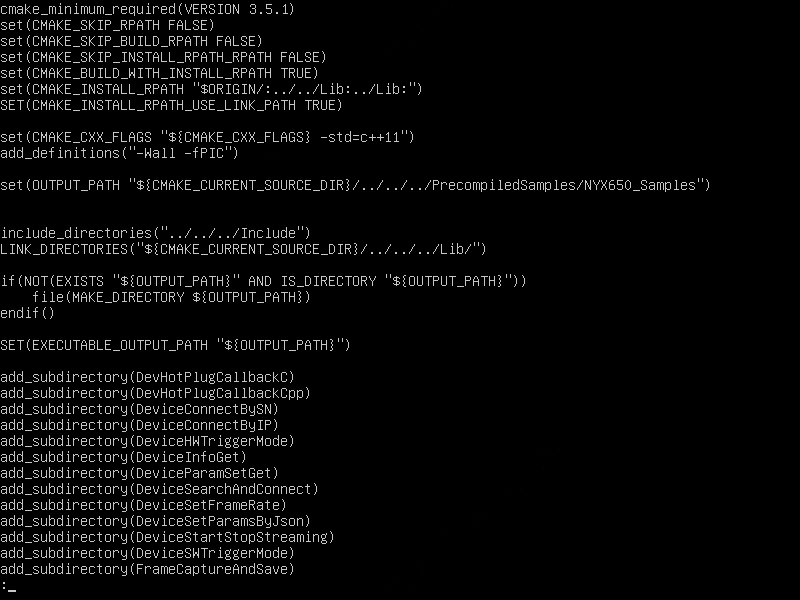 cmake_minimum_required(VERSION 3.5.1)
set(CMAKE_SKIP_RPATH FALSE)
set(CMAKE_SKIP_BUILD_RPATH FALSE)
set(CMAKE_SKIP_INSTALL_RPATH_RPATH FALSE)
set(CMAKE_BUILD_WITH_INSTALL_RPATH TRUE)
set(CMAKE_INSTALL_RPATH "$ORIGIN/:../../Lib:../Lib:")
SET(CMAKE_INSTALL_RPATH_USE_LINK_PATH TRUE)

set(CMAKE_CXX_FLAGS "${CMAKE_CXX_FLAGS} -std=c++11")
add_definitions("-Wall -fPIC")

set(OUTPUT_PATH "${CMAKE_CURRENT_SOURCE_DIR}/../../../PrecompiledSamples/NYX650_Samples")


include_directories("../../../Include")
LINK_DIRECTORIES("${CMAKE_CURRENT_SOURCE_DIR}/../../../Lib/")

if(NOT(EXISTS "${OUTPUT_PATH}" AND IS_DIRECTORY "${OUTPUT_PATH}"))
    file(MAKE_DIRECTORY ${OUTPUT_PATH})
endif()

SET(EXECUTABLE_OUTPUT_PATH "${OUTPUT_PATH}")

add_subdirectory(DevHotPlugCallbackC)
add_subdirectory(DevHotPlugCallbackCpp)
add_subdirectory(DeviceConnectBySN)
add_subdirectory(DeviceConnectByIP)
add_subdirectory(DeviceHWTriggerMode)
add_subdirectory(DeviceInfoGet)
add_subdirectory(DeviceParamSetGet)
add_subdirectory(DeviceSearchAndConnect)
add_subdirectory(DeviceSetFrameRate)
add_subdirectory(DeviceSetParamsByJson)
add_subdirectory(DeviceStartStopStreaming)
add_subdirectory(DeviceSWTriggerMode)
add_subdirectory(FrameCaptureAndSave)
:_